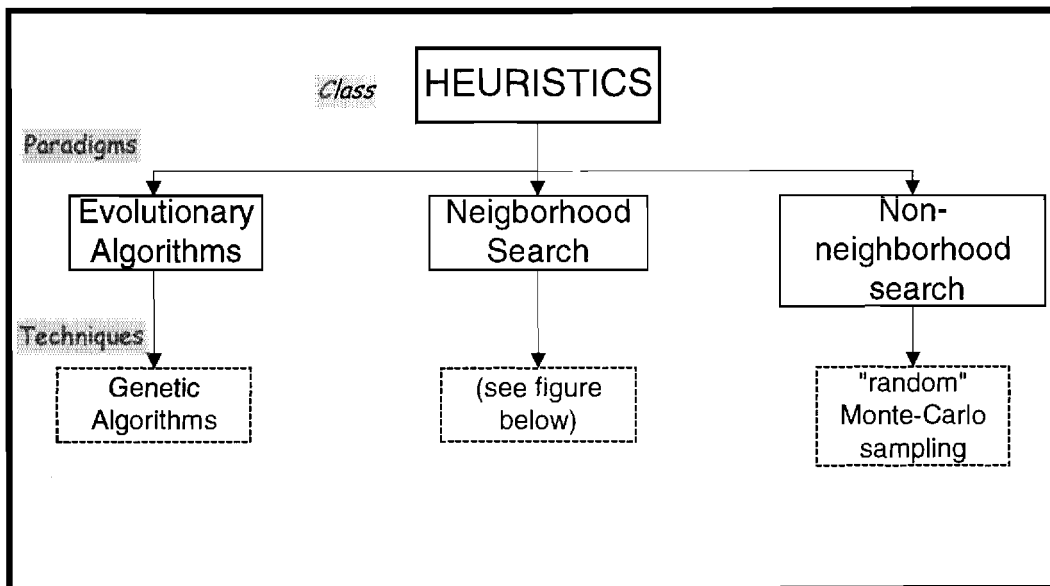 Class
HEURISTICS
Paradigms
Evolutionary
Algorithms
Neigborhood
Search
Non-
neighborhood
search
Techniques
Genetic
Algorithms
(see figure
below)
"random"
Monte-Carlo
sampling